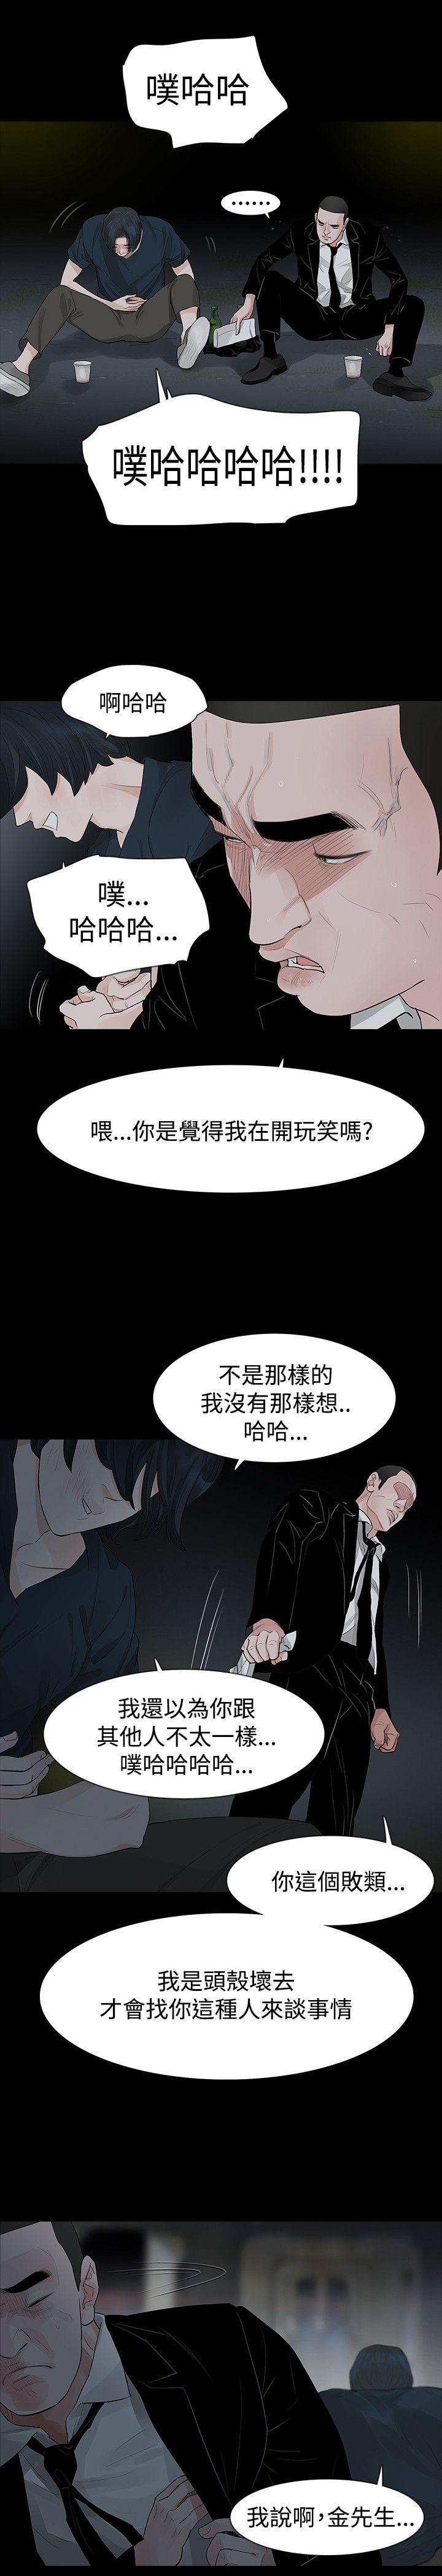 噗哈哈
......
噗哈哈哈哈!!!!
啊哈哈
噗...
哈哈哈...
喂...你是覺得我在開玩笑嗎?
不是那樣的
我沒有那樣想..
哈哈...
我還以為你跟
其他人不太一樣...
噗哈哈哈哈...
你這個敗類...
我是頭殼壞去
才會找你這種人來談事情
我說啊,金先生...